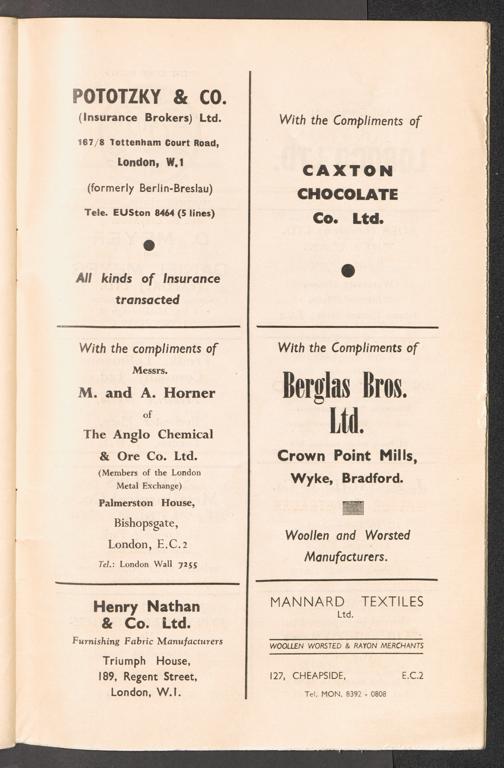 POTOTZKY & CO.
(Insurance Brokers) Ltd.
167/8 Tottenham Court Road,
London, W.1
(formerly Berlin-Breslau)
Tele. EUSton 8464 (5 lines)
All kinds of Insurance
transacted
With the compliments of
Messrs.
M. and A. Horner
of
The Anglo Chemical
& Ore Co. Ltd.
(Members of the London
Metal Exchange)
Palmerston House,
Bishopsgate,
London, E.C.2
Tel.: London Wall 7255
Henry Nathan
& Co. Ltd.
Furnishing Fabric Manufacturers
Triumph House,
189, Regent Street,
London, W.1.
With the Compliments of
CAXTON
CHOCOLATE
Co. Ltd.
With the Compliments of
Berglas Bros.
Ltd.
Crown Point Mills,
Wyke, Bradford.
Woollen and Worsted
Manufacturers.
MANNARD TEXTILES
Ltd.
WOOLLEN WORSTED & RAYON MERCHANTS
127, CHEAPSIDE, E.C.2
Tel. MON. 8392 - 0808